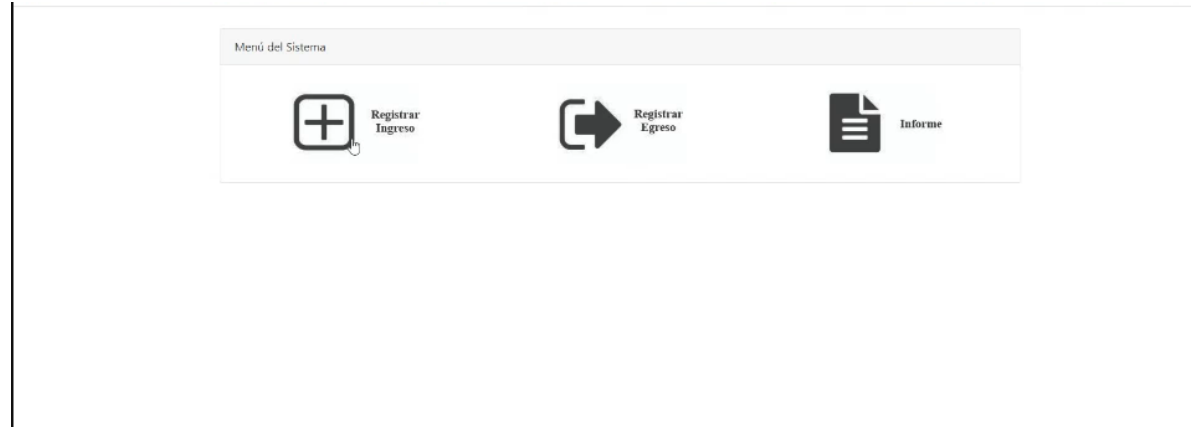 Menú del Sistema
Registrar
Ingreso
Registrar
Egreso
Informe